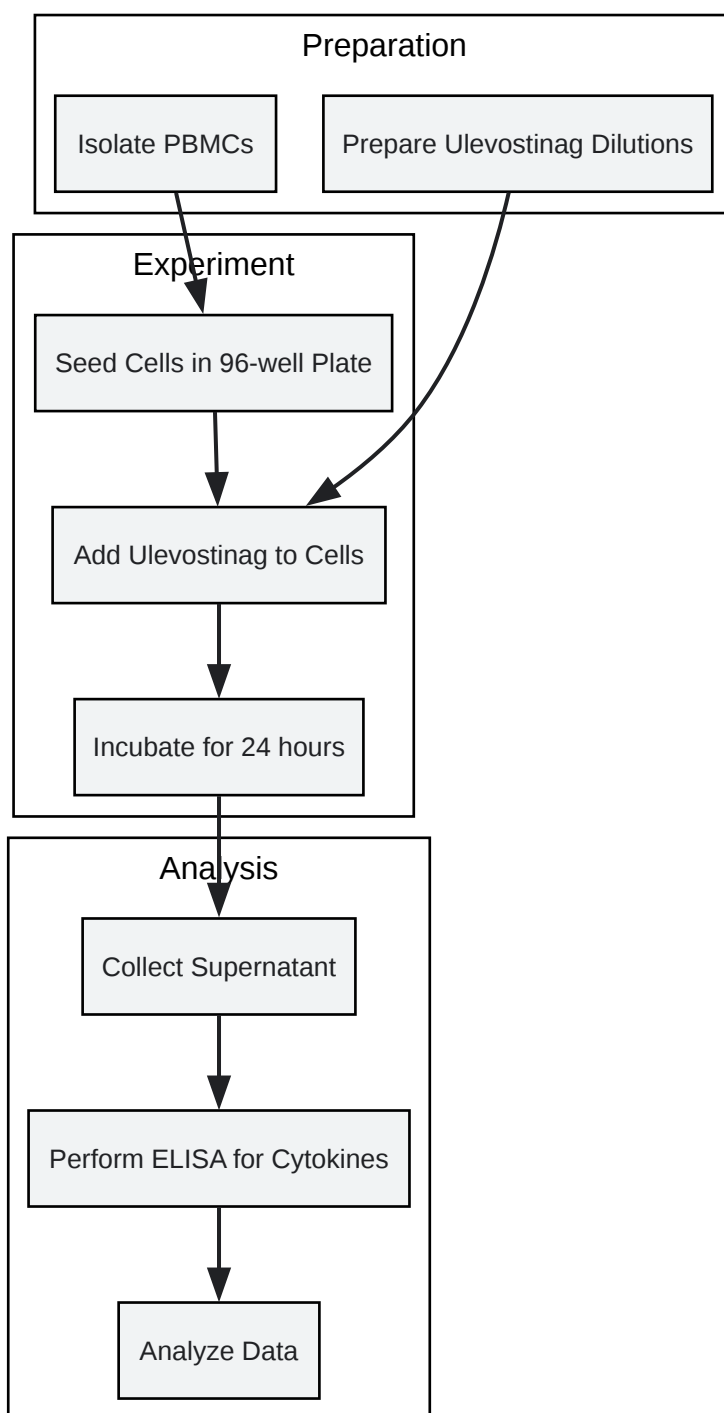 Preparation
Isolate PBMCs
Prepare Ulevostinag Dilutions
Experiment
Seed Cells in 96-well Plate
Add Ulevostinag to Cells
Incubate for 24 hours
Analysis
Collect Supernatant
Perform ELISA for Cytokines
Analyze Data